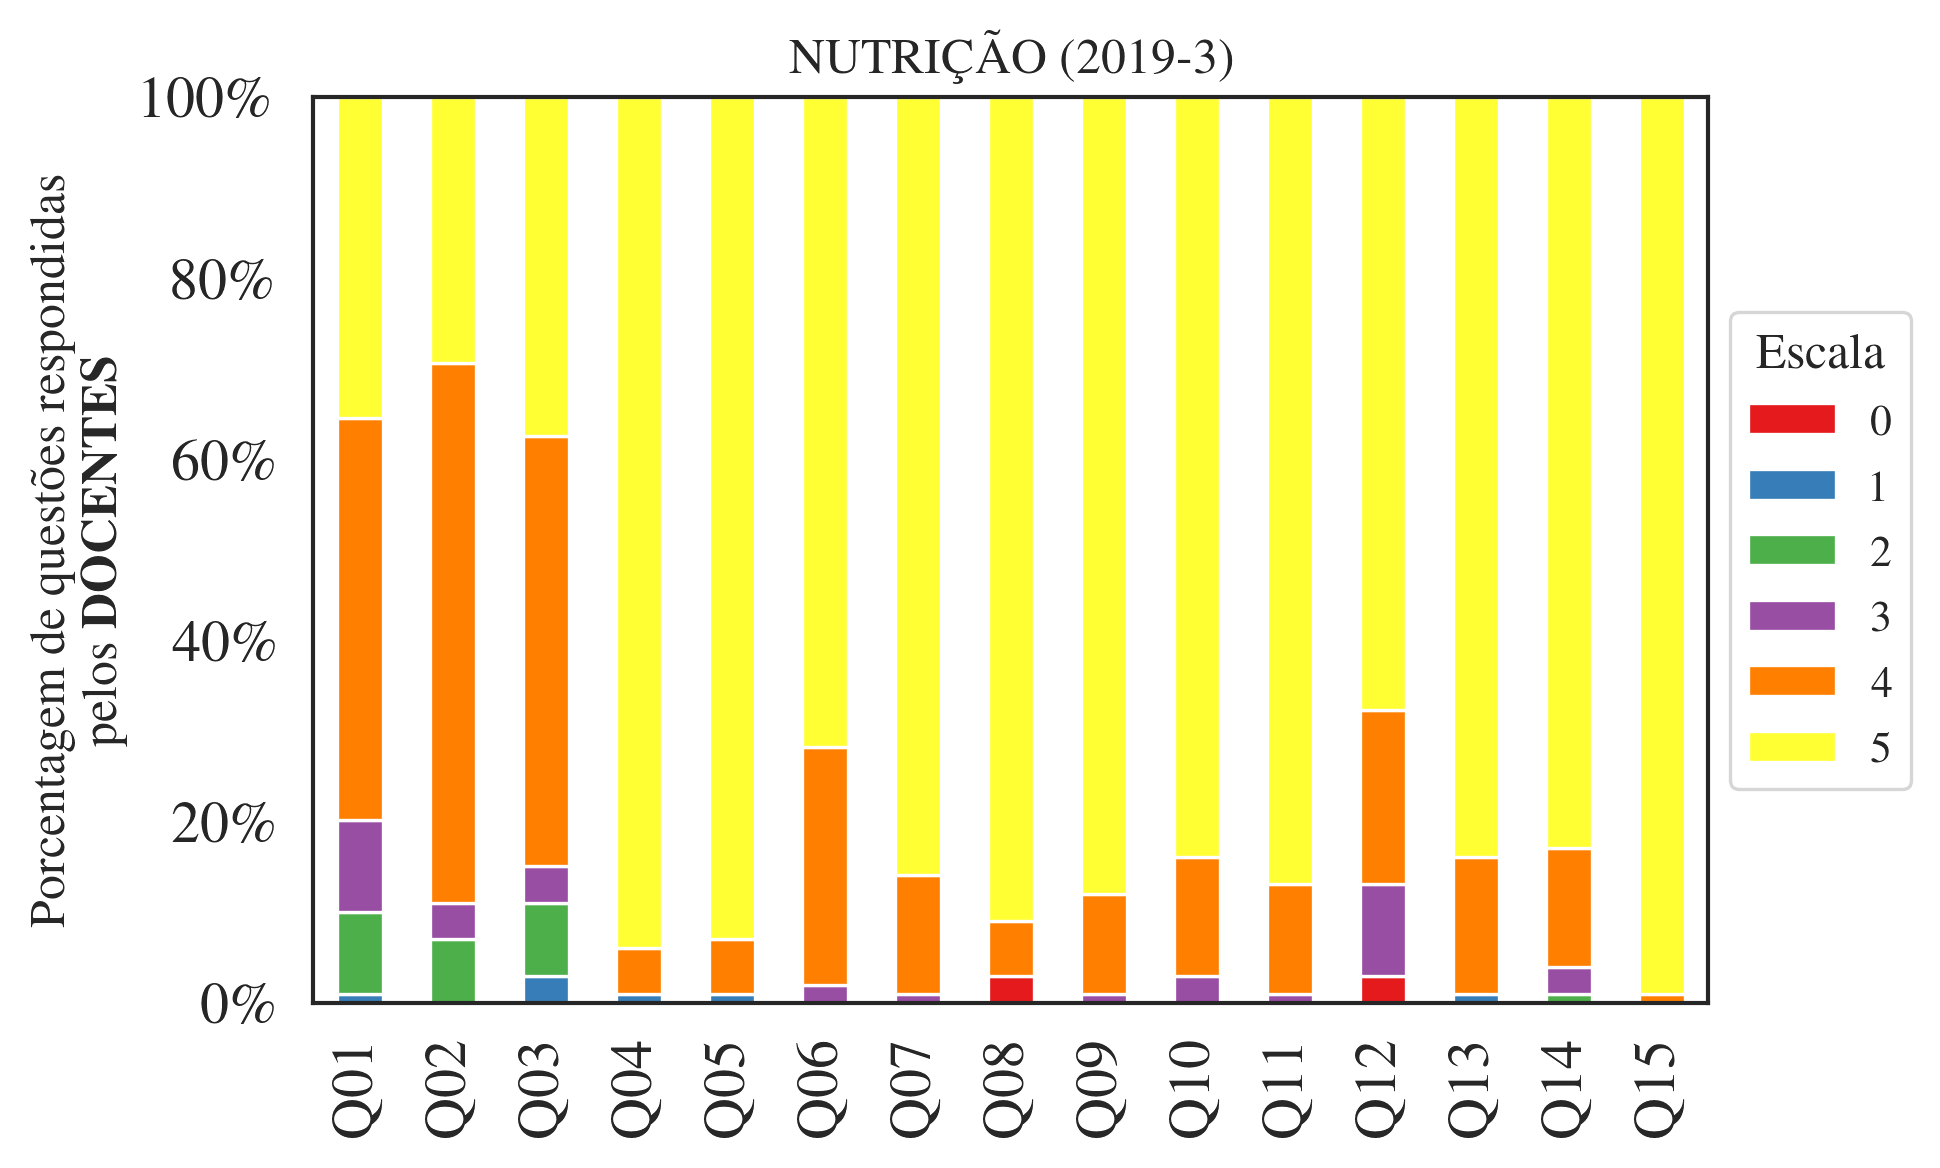 NUTRIÇÃO (2019-3)
Porcentagem de questões respondidas
pelos DOCENTES
100%
80%
60%
40%
20%
0%
Q01
Q02
Q03
Q04
Q05
Q06
Q07
Q08
Q09
Q10
Q11
Q12
Q13
Q14
Q15
Escala
0
1
2
3
4
5